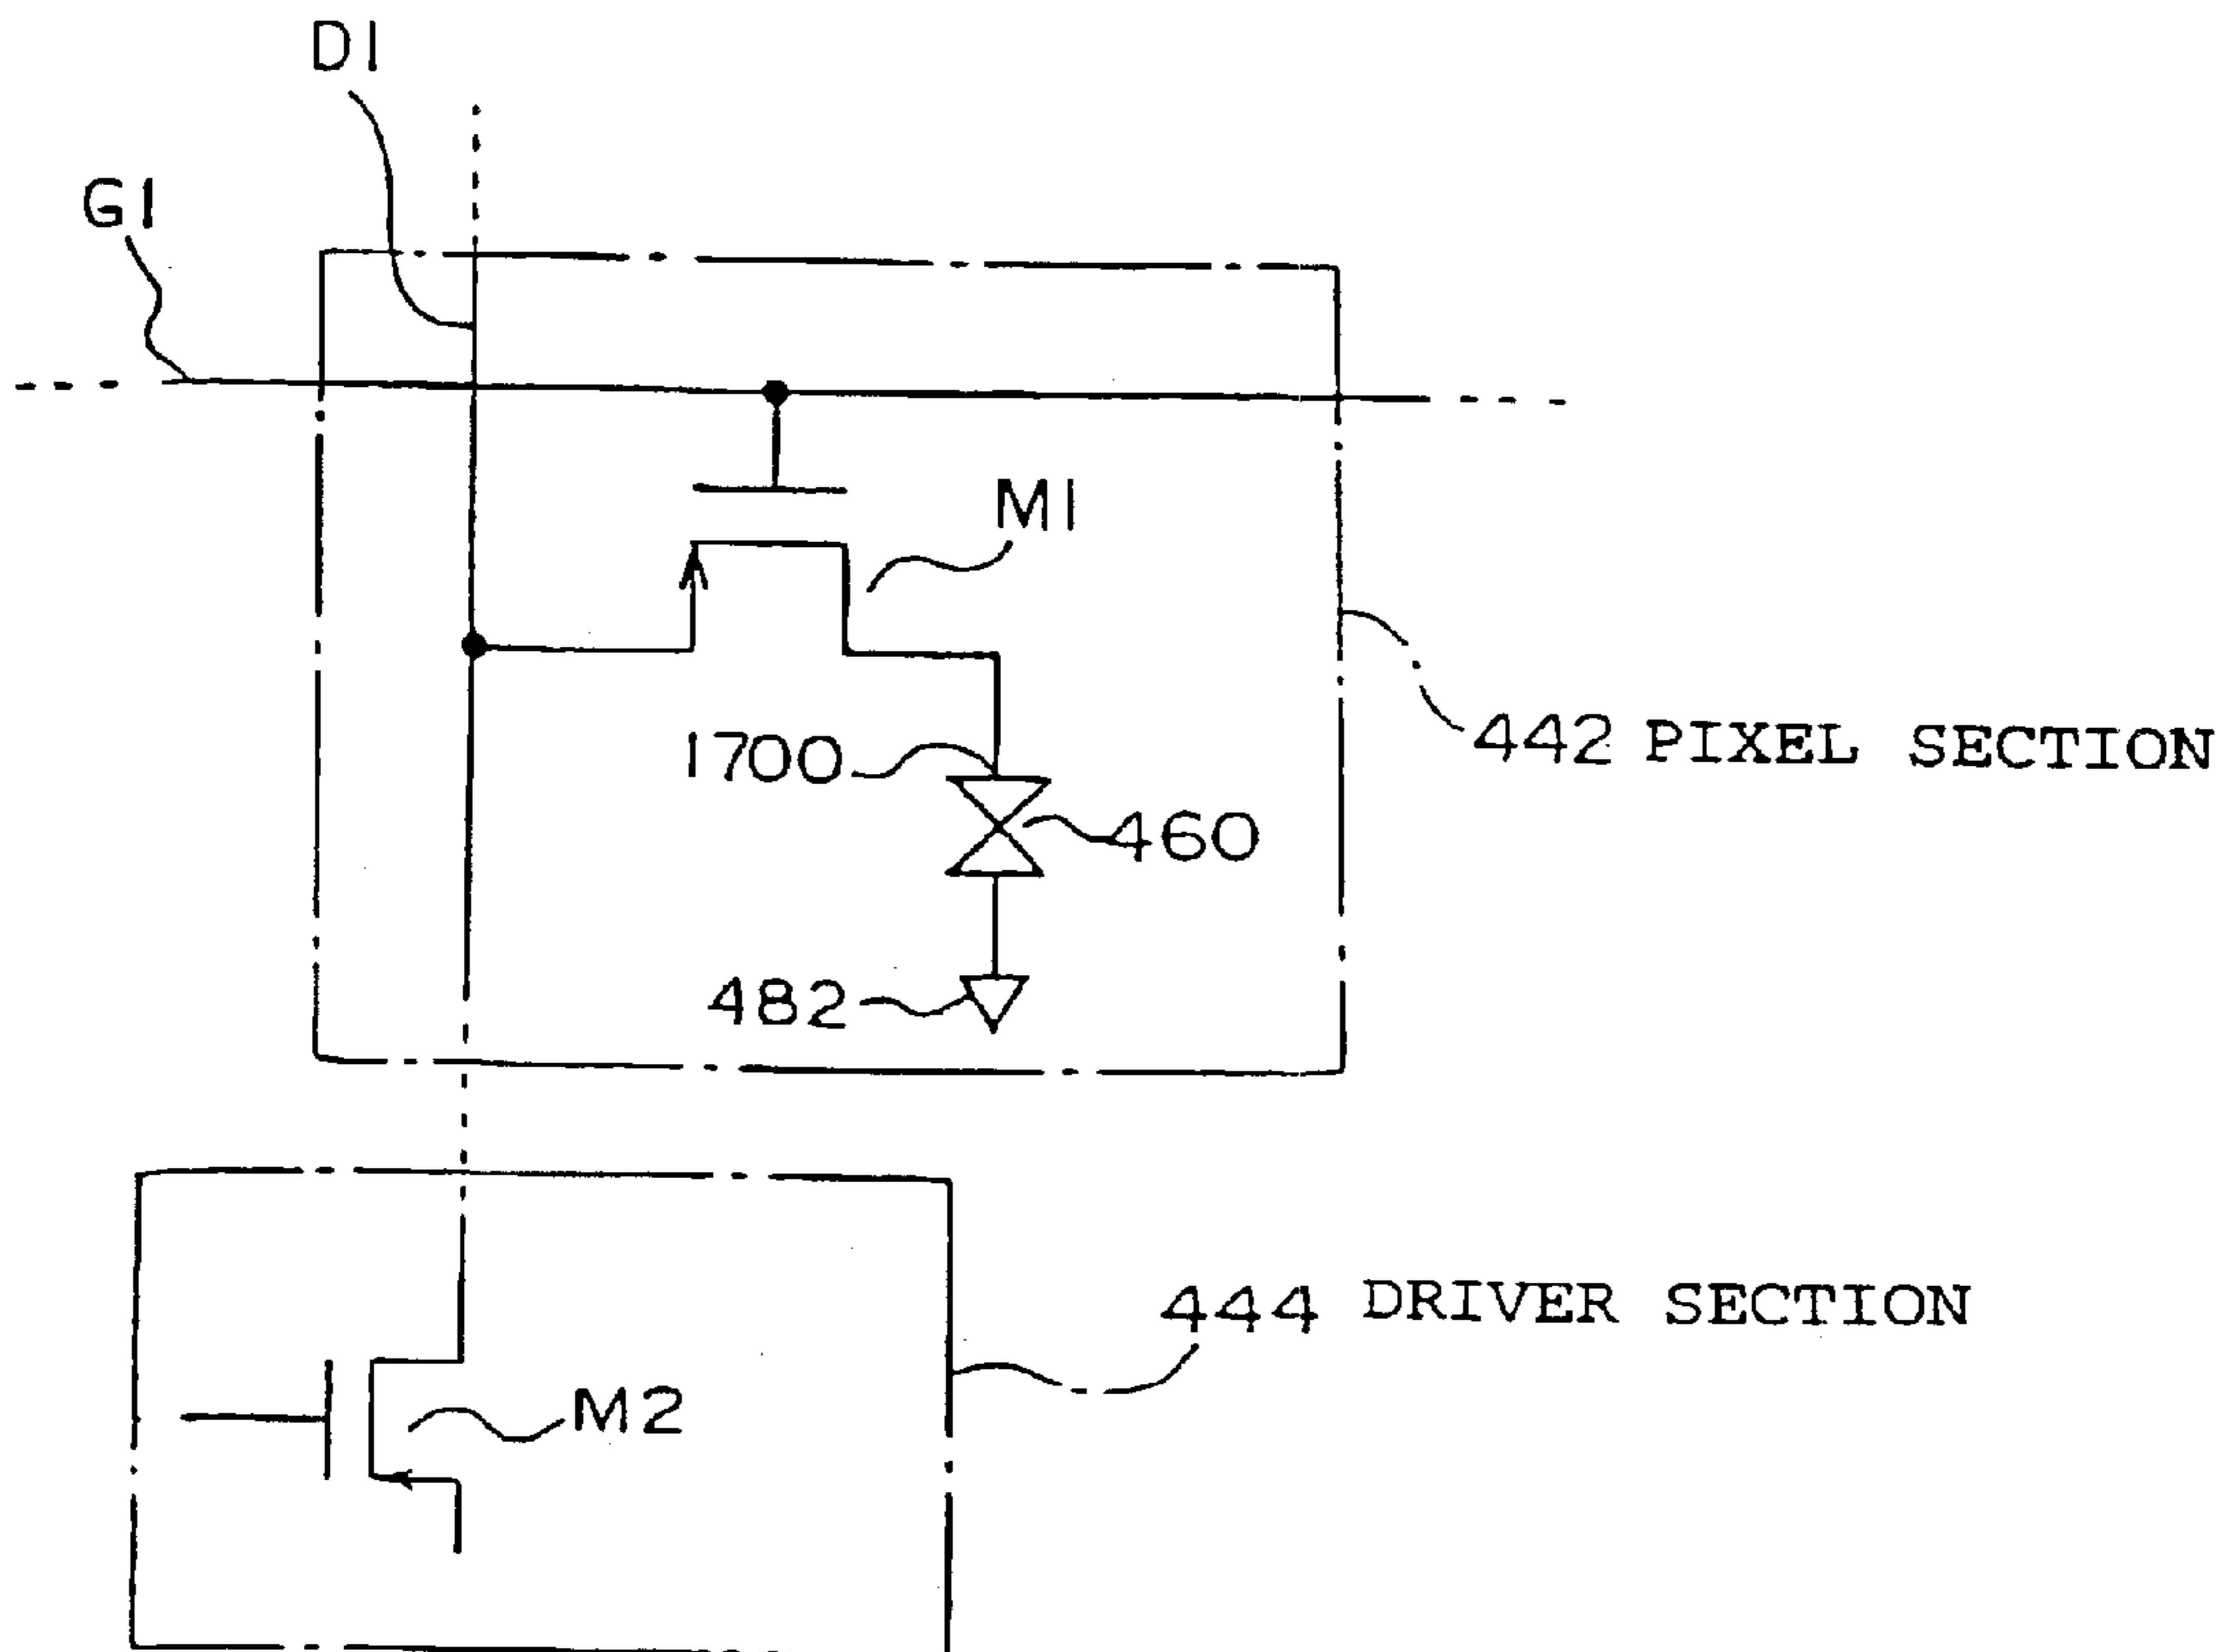 D1
G1
M1
442 PIXEL SECTION
1700
460
482
444 DRIVER SECTION
M2